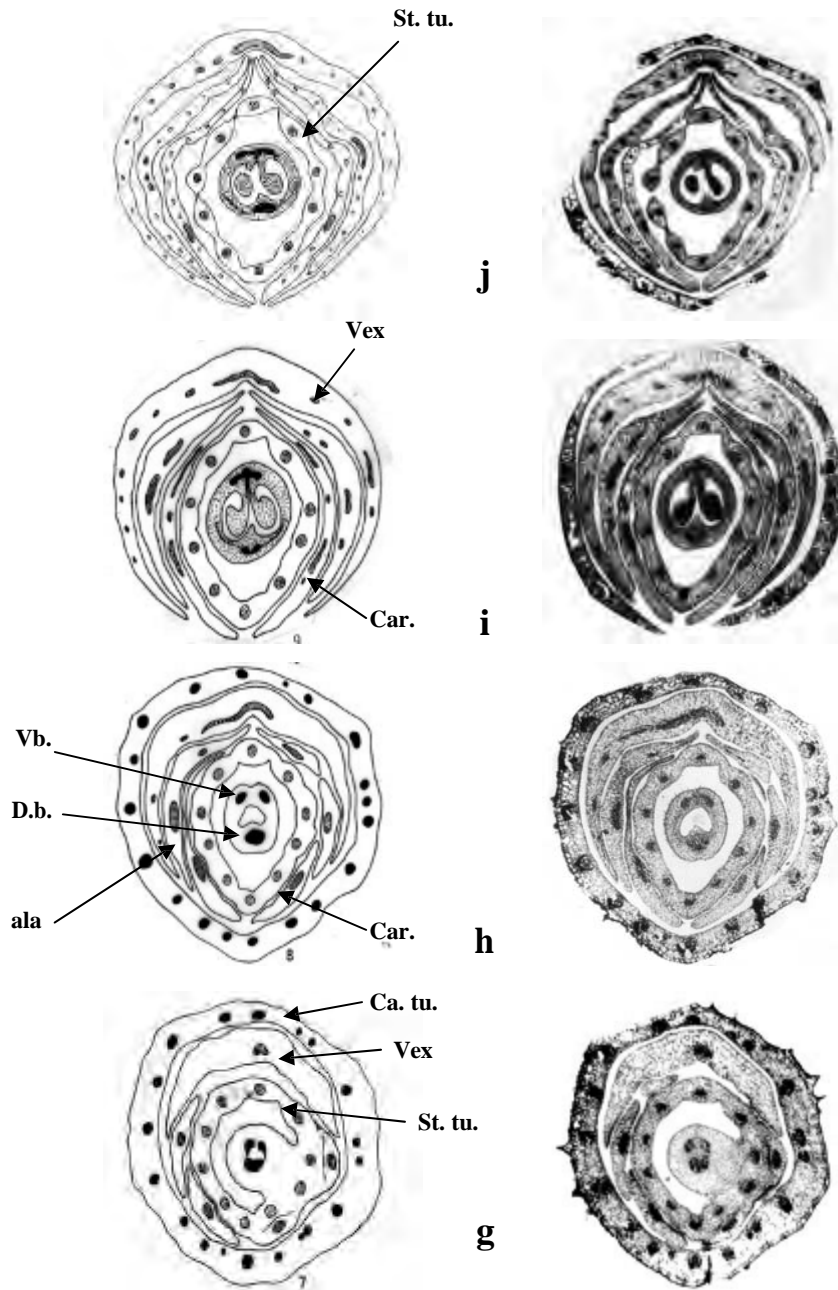 St. tu.
j
Vex
Car.
i
9
Vb.
D.b.
ala
Car.
h
8
Ca. tu.
Vex
St. tu.
g
7